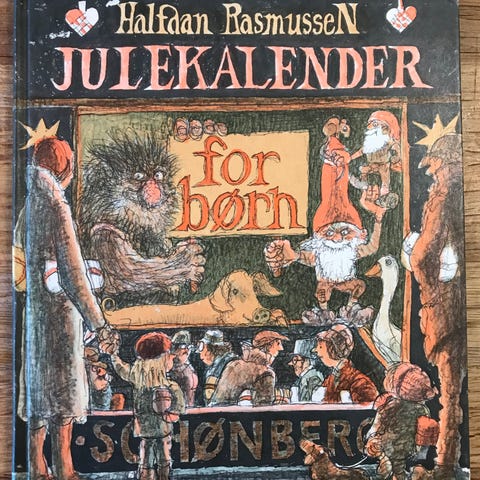 Halfdan RasmusseN
JULEKALENDER
for
børn
SCHØNBERG